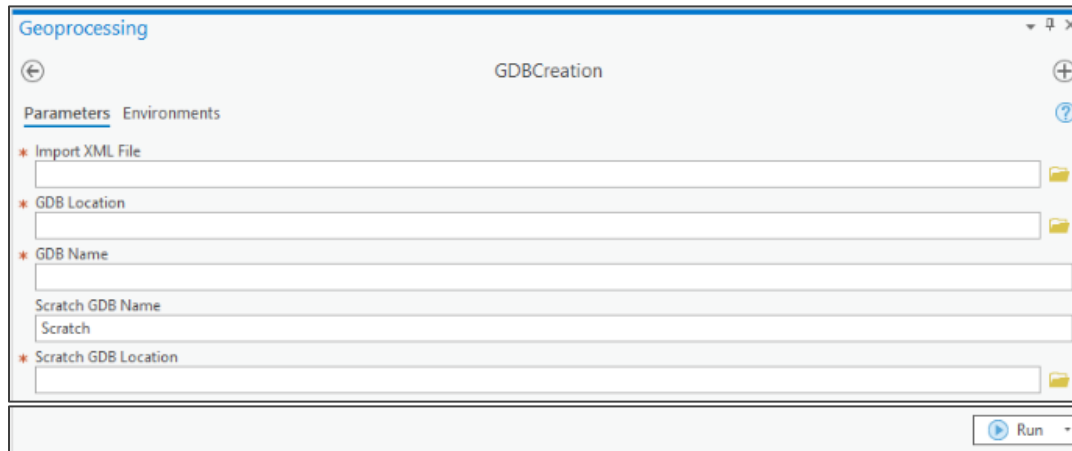 Geoprocessing
GDBCreation
Parameters Environments
* Import XML File
* GDB Location
* GDB Name
Scratch GDB Name
Scratch
* Scratch GDB Location
Run